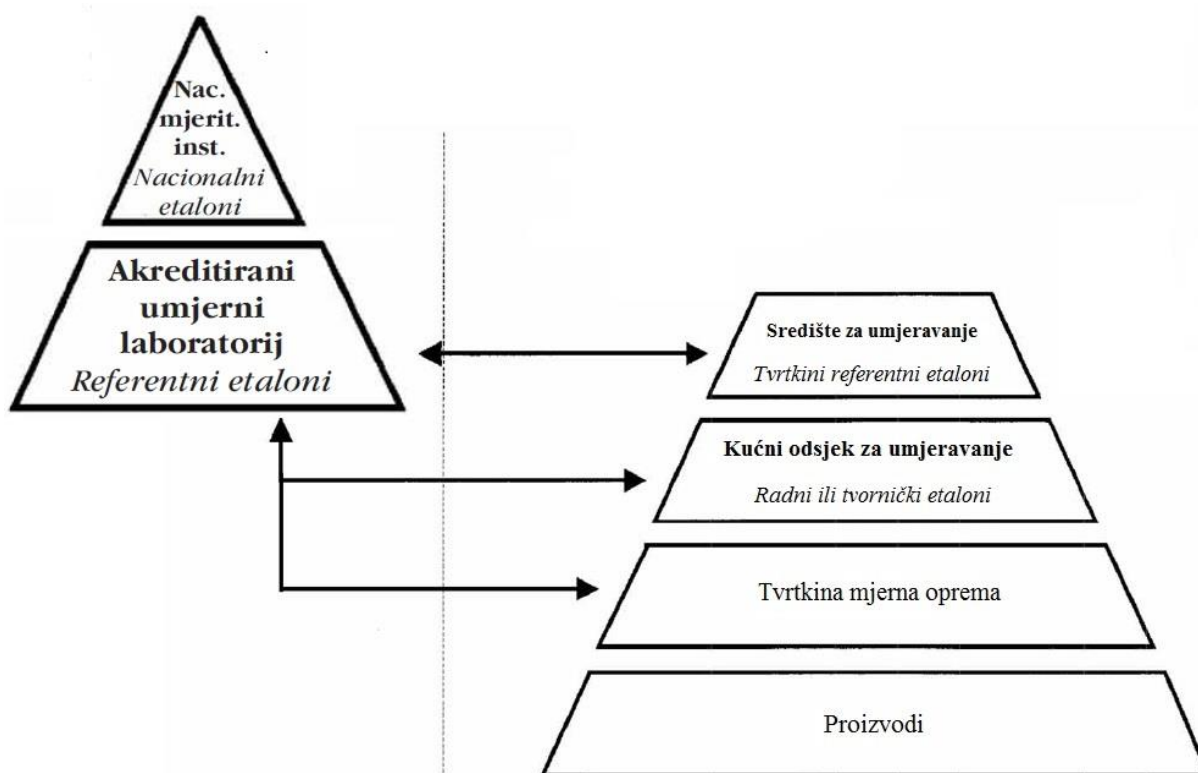 Nac.
mjerit.
inst.
Nacionalni
etaloni
Akreditirani
umjerni
laboratorij
Referentni etaloni
Središte za umjeravanje
Tvrtkini referentni etaloni
Kućni odsjek za umjeravanje
Radni ili tvornički etaloni
Tvrtkina mjerna oprema
Proizvodi